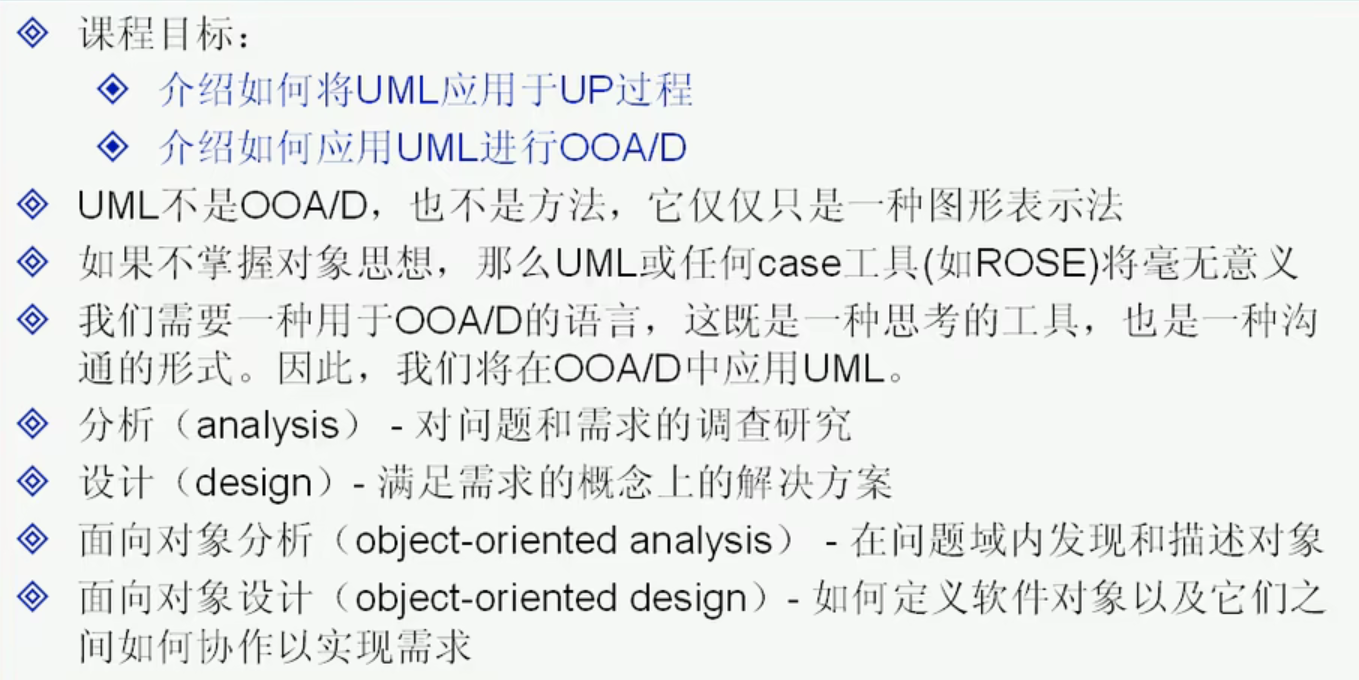 课程目标：
介绍如何将UML应用于UP过程
介绍如何应用UML进行OOA/D
UML不是OOA/D，也不是方法，它仅仅只是一种图形表示法
如果不掌握对象思想，那么UML或任何case工具(如ROSE)将毫无意义
我们需要一种用于OOA/D的语言，这既是一种思考的工具，也是一种沟
通的形式。因此，我们将在OOA/D中应用UML。
分析（analysis） - 对问题和需求的调查研究
设计（design）- 满足需求的概念上的解决方案
面向对象分析（object-oriented analysis） - 在问题域内发现和描述对象
面向对象设计（object-oriented design）- 如何定义软件对象以及它们之
间如何协作以实现需求